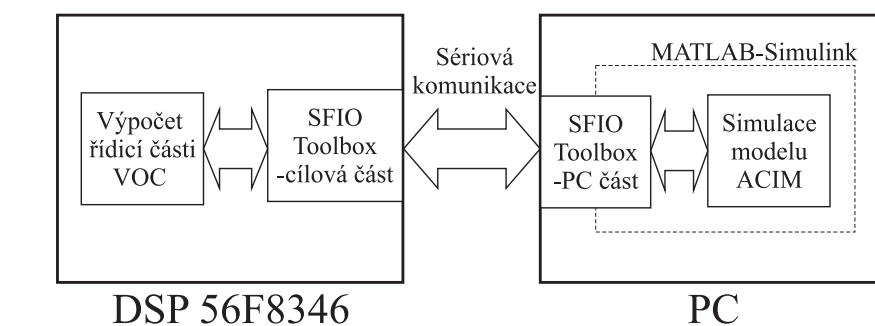 Výpočet
řídicí části
VOC
SFIO
Toolbox
-cílová část
Sériová
komunikace
MATLAB-Simulink
SFIO
Toolbox
-PC část
Simulace
modelu
ACIM
DSP 56F8346
PC